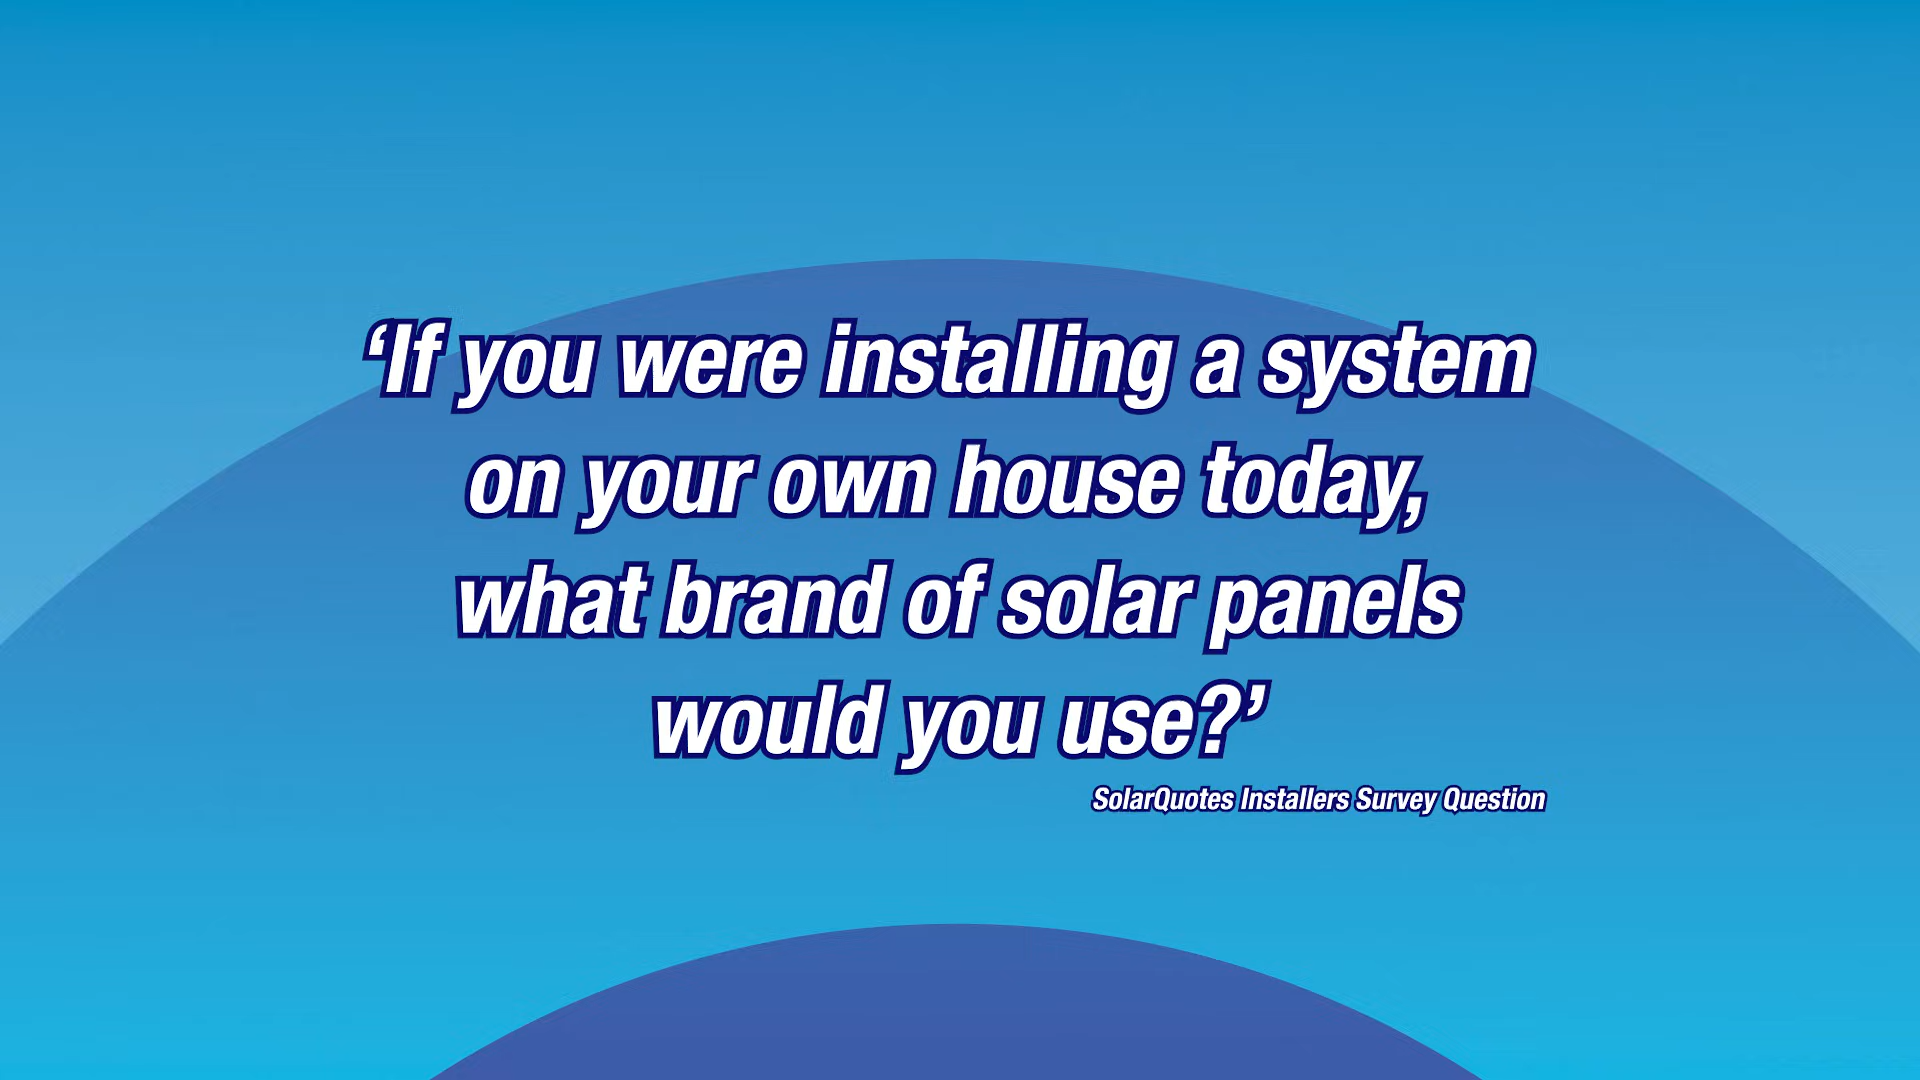 ‘If you were installing a system
on your own house today,
what brand of solar panels
would you use?’
SolarQuotes Installers Survey Question